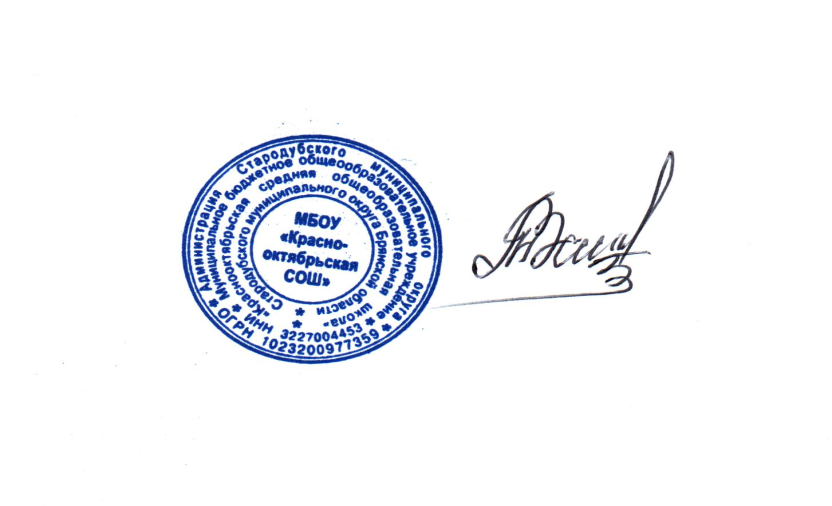 Администрация Стародубского муниципального округа
Муниципальное бюджетное общеобразовательное учреждение
"Краснооктябрьская средняя общеобразовательная школа"
Стародубского муниципального округа Брянской области
ИНН 3227004453
ОГРН 1023200977359
МБОУ
«Красно-
октябрьская
СОШ»